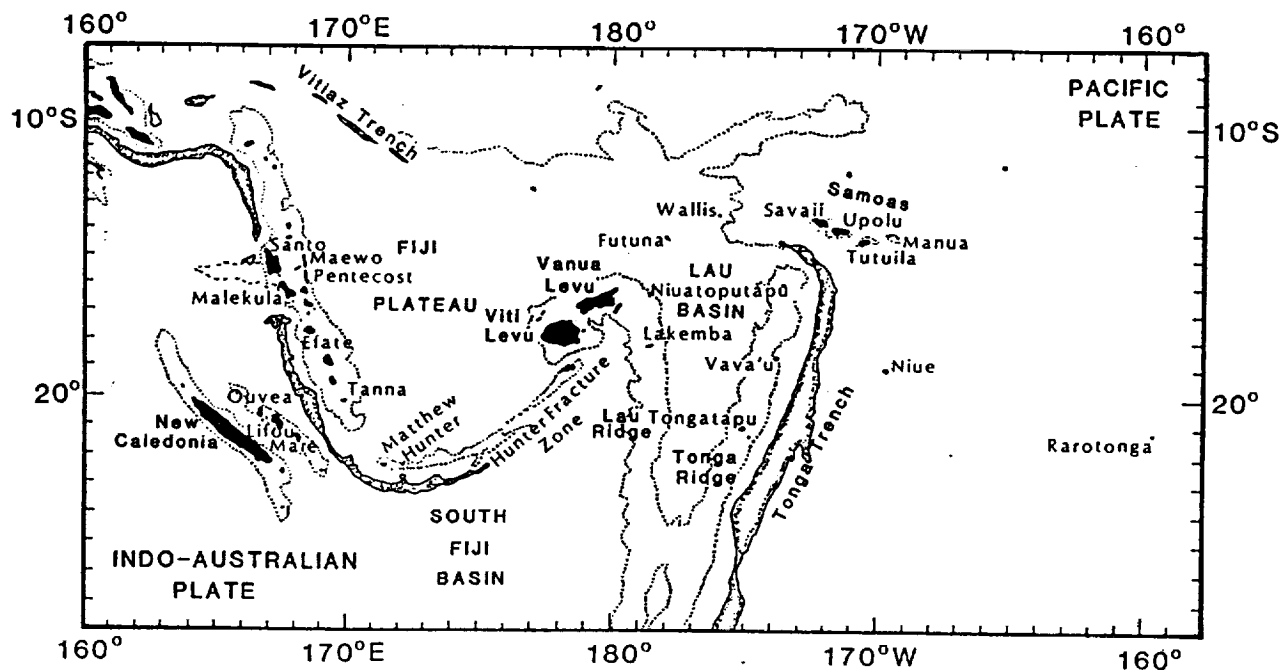 160°
170°E
180°
170°W
160°
10°S
10°S
20°
20°
Vitiaz Trench
PACIFIC
PLATE
Samoas
Savaii
Upolu
Manua
Tutuila
Wallis
Futuna
Santo
Maewo
Pentecost
Malekula
FIJI
PLATEAU
Vanua
Levu
Viti
Levu
LAU
Niuatoputapu
BASIN
Lakemba
Efate
Tanna
Vava'u
Niue
Ouvea
Lifou
Mare
New
Caledonia
Matthew
Hunter
Hunter Fracture
Zone
Lau
Ridge
Tongatapu
Tonga
Ridge
Tonga Trench
Rarotonga
SOUTH
FIJI
BASIN
INDO-AUSTRALIAN
PLATE
160°
170°E
180°
170°W
160°